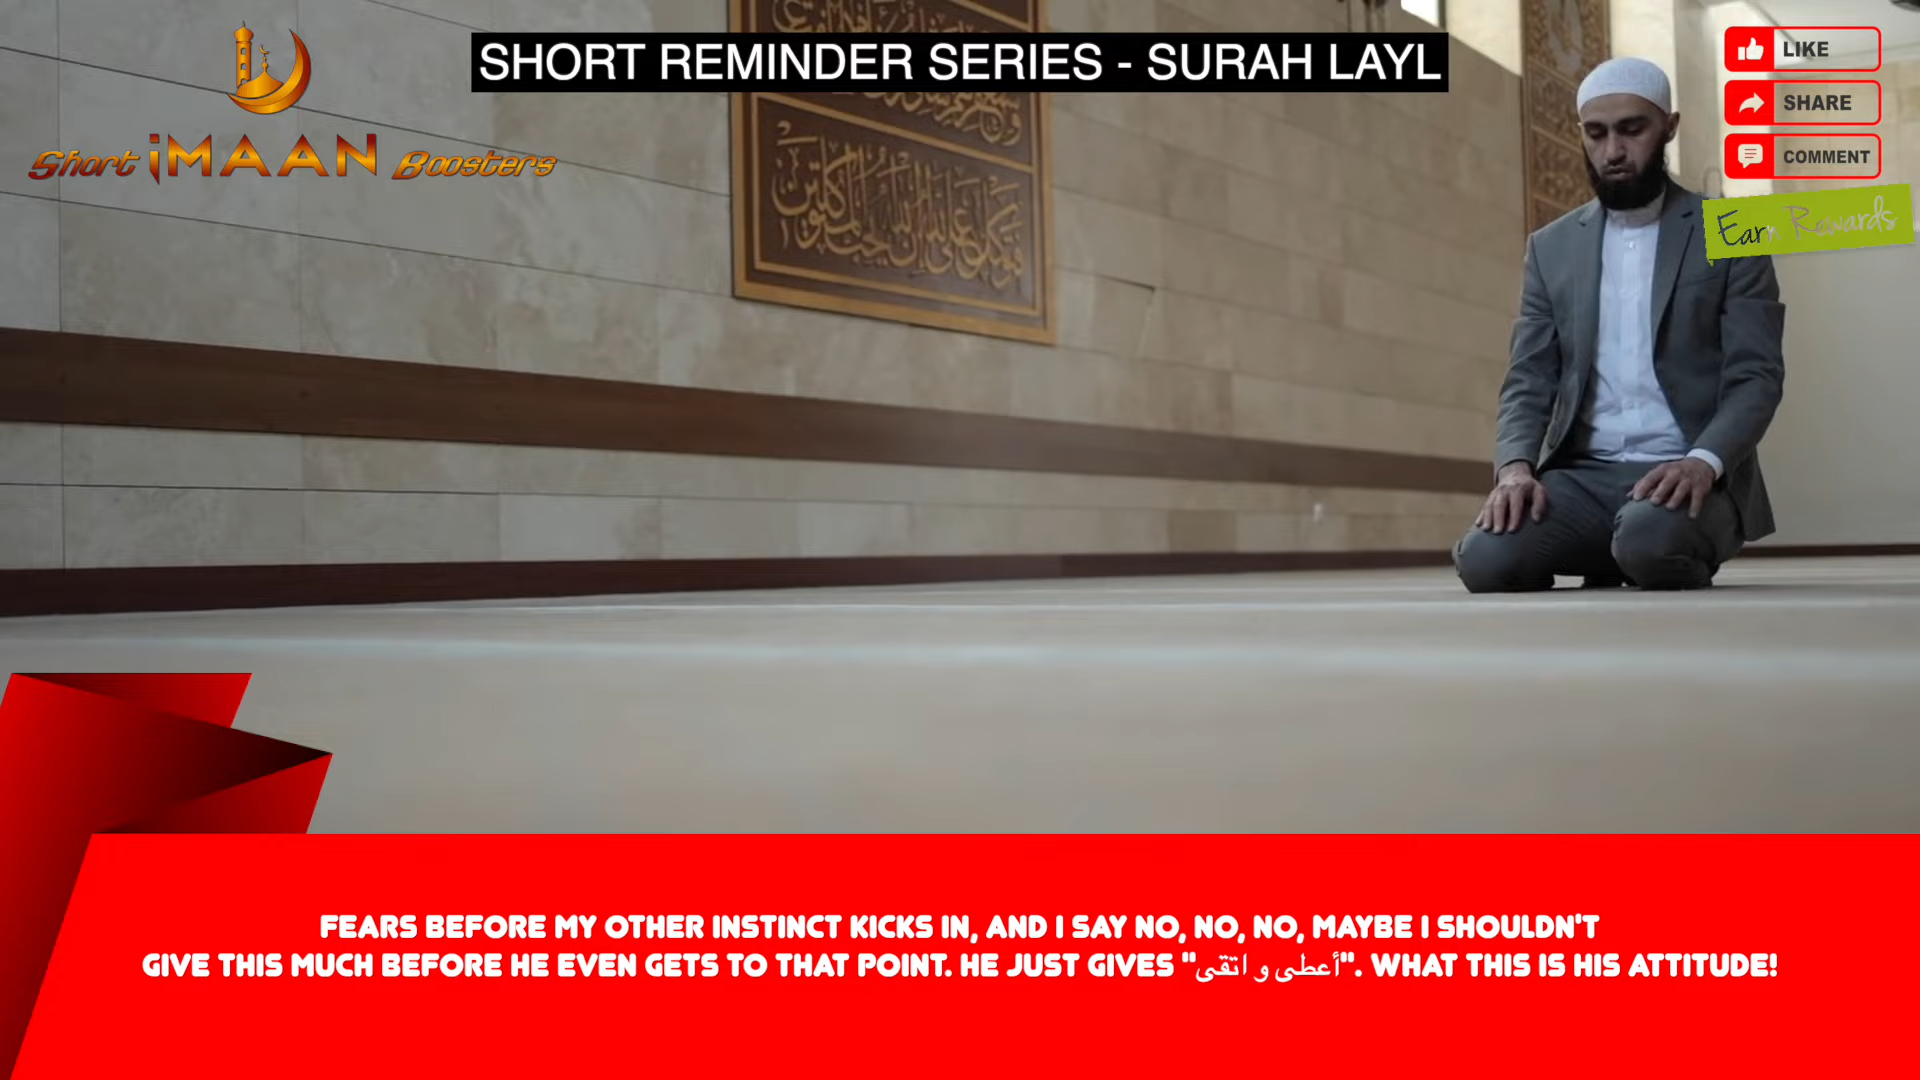 SHORT REMINDER SERIES - SURAH LAYL
Short iMAAN Boosters
LIKE
SHARE
COMMENT
Earn Rewards
FEARS BEFORE MY OTHER INSTINCT KICKS IN, AND I SAY NO, NO, NO, MAYBE I SHOULDN'T
GIVE THIS MUCH BEFORE HE EVEN GETS TO THAT POINT. HE JUST GIVES "أعطى و اتقى". WHAT THIS IS HIS ATTITUDE!